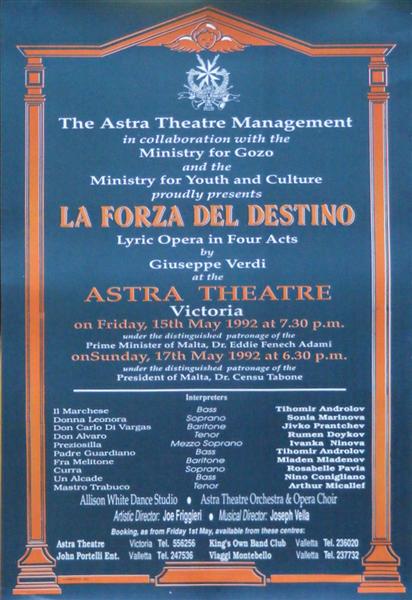 The Astra Theatre Management
in collaboration with the
Ministry for Gozo
and the
Ministry for Youth and Culture
proudly presents
LA FORZA DEL DESTINO
Lyric Opera in Four Acts
by
Giuseppe Verdi
at the
ASTRA THEATRE
Victoria
on Friday, 15th May 1992 at 7.30 p.m.
under the distinguished patronage of the
Prime Minister of Malta, Dr. Eddie Fenech Adami
onSunday, 17th May 1992 at 6.30 p.m.
under the distinguished patronage of the
President of Malta, Dr. Censu Tabone
Interpreters
Il Marchese Bass Tihomir Androlov
Donna Leonora Soprano Sonia Marinova
Don Carlo Di Vargas Baritone Jivko Prantchev
Don Alvaro Tenor Rumen Doykov
Preziosilla Mezzo Soprano Ivanka Ninova
Padre Guardiano Bass Tihomir Androlov
Fra Melitone Baritone Mladen Mladenov
Curra Soprano Rosabelle Pavia
Un Alcade Bass Nino Conigliano
Mastro Trabuco Tenor Arthur Micallef
Allison White Dance Studio • Astra Theatre Orchestra & Opera Choir
Artistic Director: Joe Friggieri • Musical Director: Joseph Vella
Booking, as from Friday 1st May, available from these centres:
Astra Theatre Victoria Tel. 556256 King's Own Band Club Valletta Tel. 236020
John Portelli Ent. Valletta Tel. 247536 Viaggi Montebello Valletta Tel. 237732